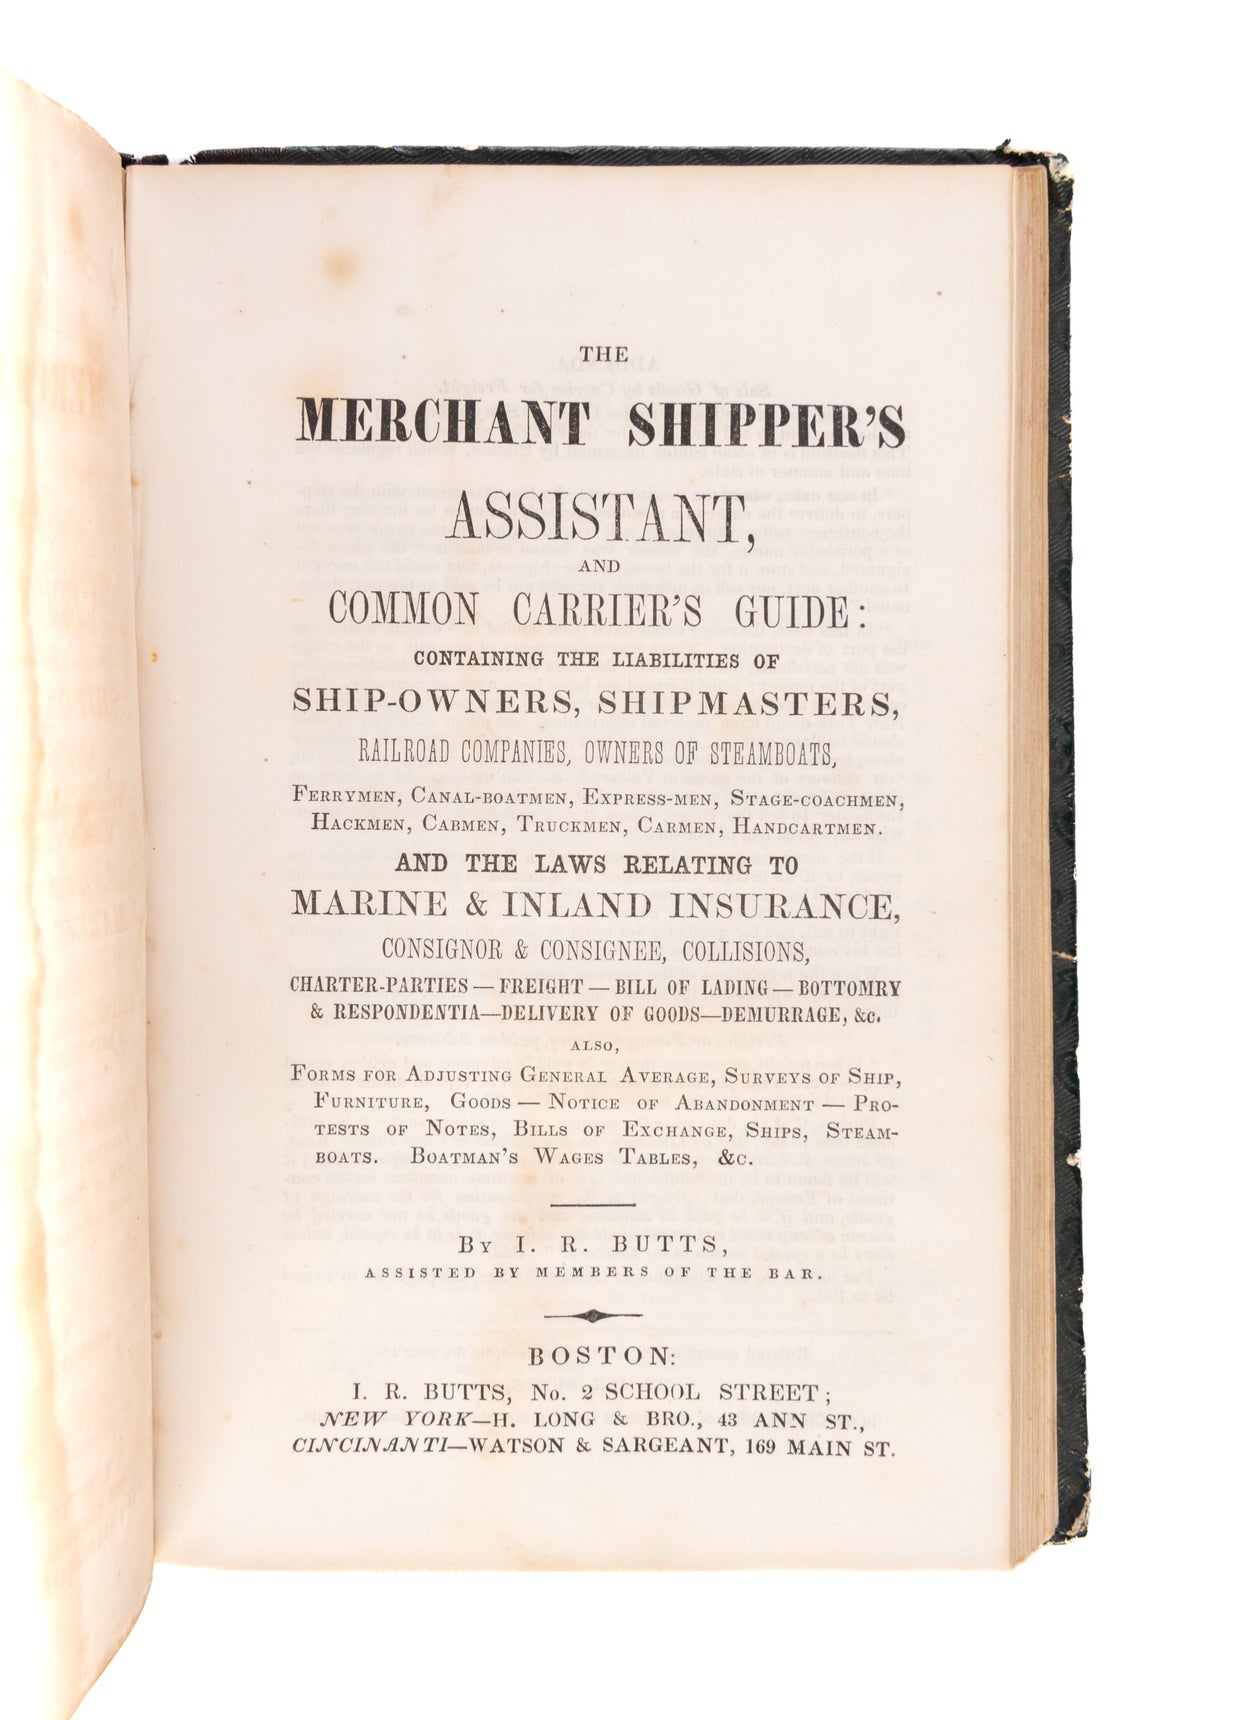 THE
MERCHANT SHIPPER'S
ASSISTANT,
AND
COMMON CARRIER'S GUIDE:
CONTAINING THE LIABILITIES OF
SHIP-OWNERS, SHIPMASTERS,
RAILROAD COMPANIES, OWNERS OF STEAMBOATS,
FERRYMEN, CANAL-BOATMEN, EXPRESS-MEN, STAGE-COACHMEN,
HACKMEN, CABMEN, TRUCKMEN, CARMEN, HANDCARTMEN.
AND THE LAWS RELATING TO
MARINE & INLAND INSURANCE,
CONSIGNOR & CONSIGNEE, COLLISIONS,
CHARTER-PARTIES — FREIGHT — BILL OF LADING — BOTTOMRY
& RESPONDENTIA—DELIVERY OF GOODS—DEMURRAGE, &c.
ALSO,
FORMS FOR ADJUSTING GENERAL AVERAGE, SURVEYS OF SHIP,
FURNITURE, GOODS — NOTICE OF ABANDONMENT — PRO-
TESTS OF NOTES, BILLS OF EXCHANGE, SHIPS, STEAM-
BOATS. BOATMAN'S WAGES TABLES, &C.
BY I. R. BUTTS,
ASSISTED BY MEMBERS OF THE BAR.
BOSTON:
I. R. BUTTS, No. 2 SCHOOL STREET;
NEW YORK—H. LONG & BRO., 43 ANN ST.,
CINCINANTI—WATSON & SARGEANT, 169 MAIN ST.